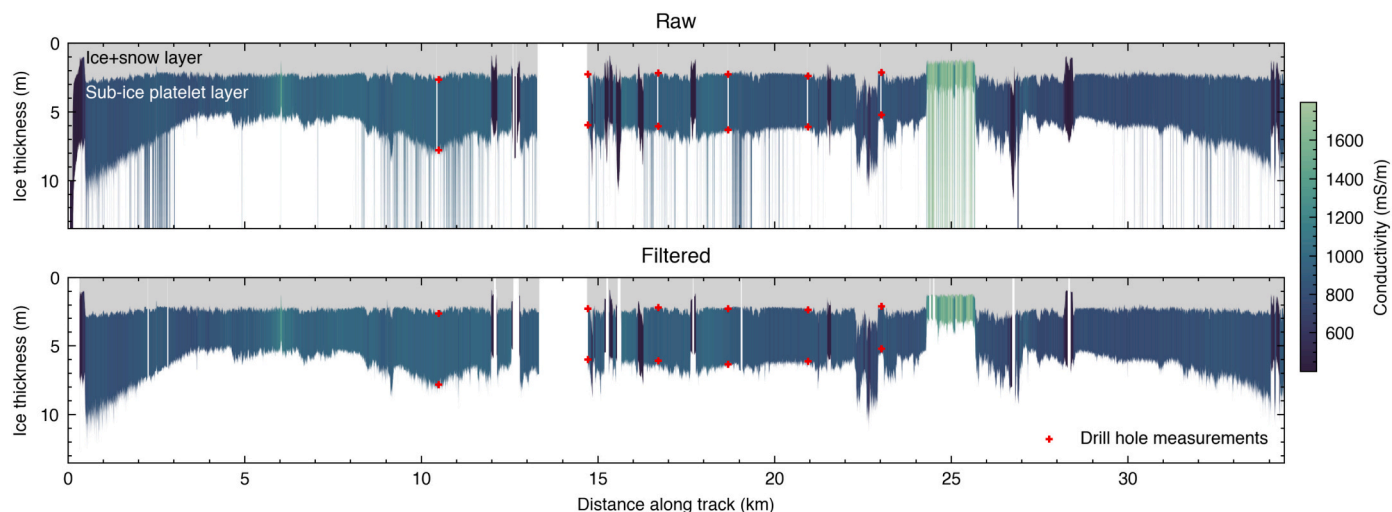 Raw
0
5
10
Ice thickness (m)
Ice+snow layer
Sub-ice platelet layer
Filtered
0
5
10
Ice thickness (m)
Drill hole measurements
0 5 10 15 20 25 30
Distance along track (km)
1600
1400
1200
1000
800
600
Conductivity (mS/m)